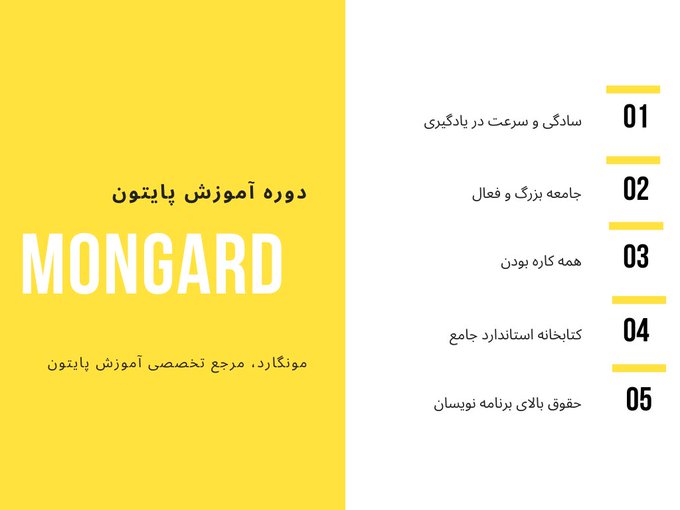 دوره آموزش پایتون
MONGARD
مونگارد، مرجع تخصصی آموزش پایتون
01
سادگی و سرعت در یادگیری
02
جامعه بزرگ و فعال
03
همه کاره بودن
04
کتابخانه استاندارد جامع
05
حقوق بالای برنامه نویسان